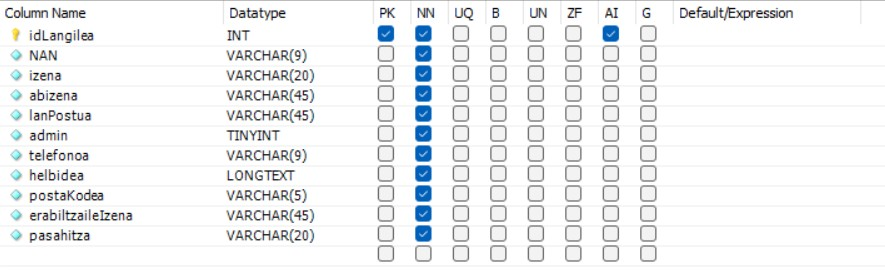 Column Name Datatype PK NN UQ B UN ZF AI G Default/Expression
idLangilea INT
NAN VARCHAR(9)
izena VARCHAR(20)
abizena VARCHAR(45)
lanPostua VARCHAR(45)
admin TINYINT
telefonoa VARCHAR(9)
helbidea LONGTEXT
postaKodea VARCHAR(5)
erabiltzaileIzena VARCHAR(45)
pasahitza VARCHAR(20)